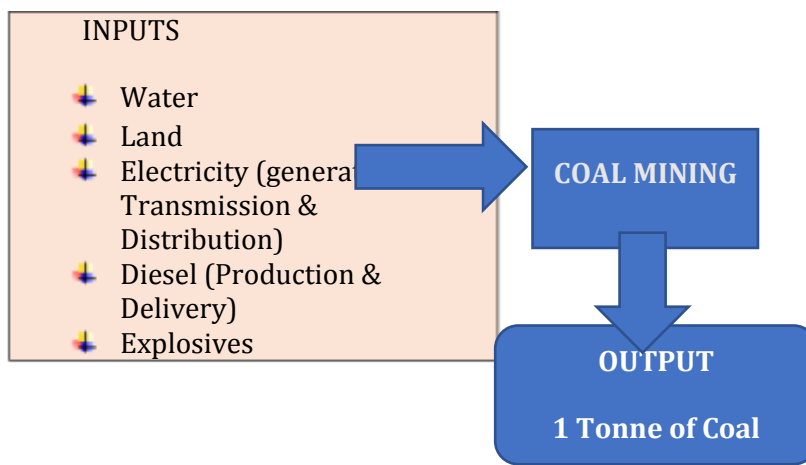 INPUTS
Water
Land
Electricity (generat
Transmission &
Distribution)
Diesel (Production &
Delivery)
Explosives
COAL MINING
OUTPUT
1 Tonne of Coal